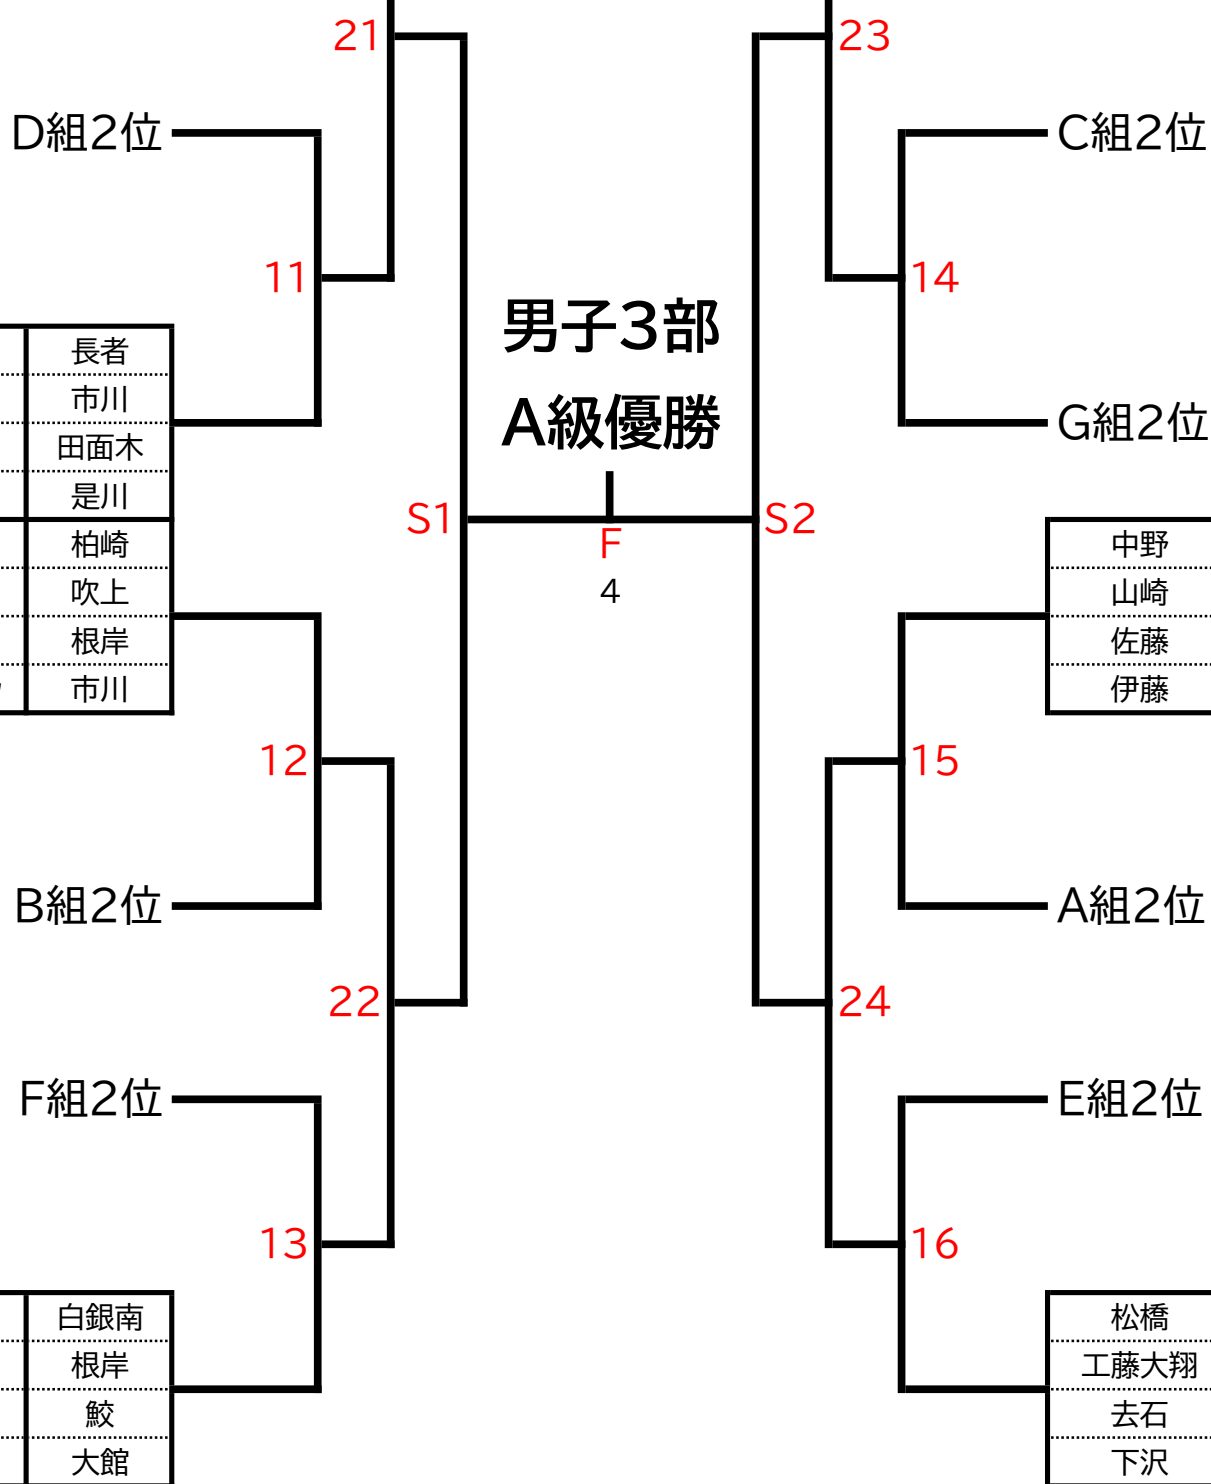 21
23
D組2位
C組2位
11
14
男子3部
A級優勝
長者
市川
田面木
是川
G組2位
S1
F
S2
4
柏崎
吹上
根岸
市川
中野
山崎
佐藤
伊藤
12
15
B組2位
A組2位
22
24
F組2位
E組2位
13
16
白銀南
根岸
鮫
大館
松橋
工藤大翔
去石
下沢